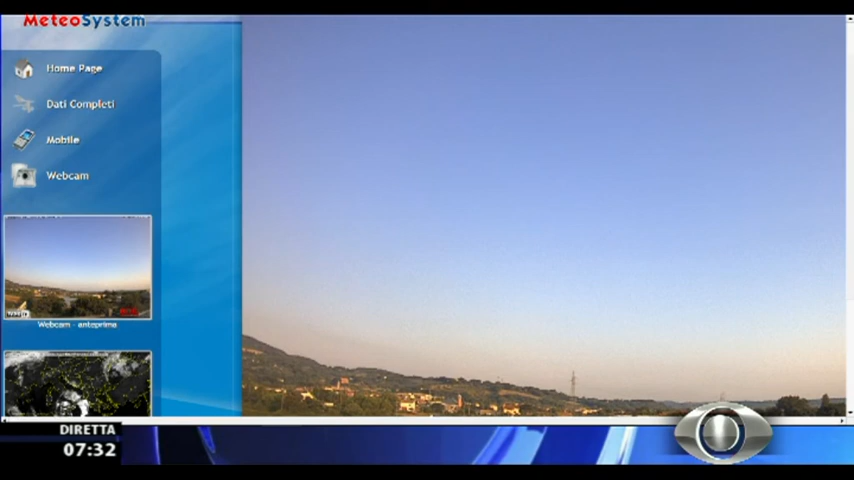 MeteoSystem
Home Page
Dati Completi
Mobile
Webcam
Webcam - anteprima
DIRETTA
07:32